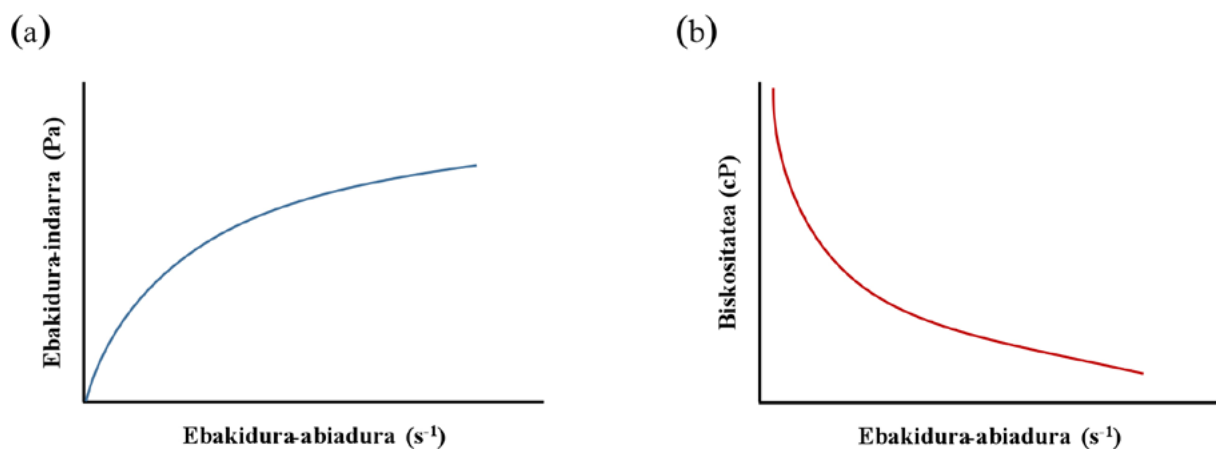 (a)
Ebakidura-indarra (Pa)
Ebakidura-abiadura (s⁻¹)
(b)
Biskositatea (cP)
Ebakidura-abiadura (s⁻¹)